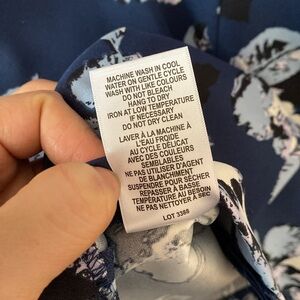 MACHINE WASH IN COOL
WATER ON GENTLE CYCLE
WASH WITH LIKE COLOURS
DO NOT BLEACH
HANG TO DRY
IRON AT LOW TEMPERATURE
IF NECESSARY
DO NOT DRY CLEAN
LAVER À LA MACHINE À
L'EAU FROIDE
AU CYCLE DÉLICAT
AVEC DES COULEURS
SEMBLABLES
NE PAS UTILISER D'AGENT
DE BLANCHIMENT
SUSPENDRE POUR SÉCHER
REPASSER À BASSE
TEMPÉRATURE AU BESOIN
NE PAS NETTOYER À SEC
LOT 3386